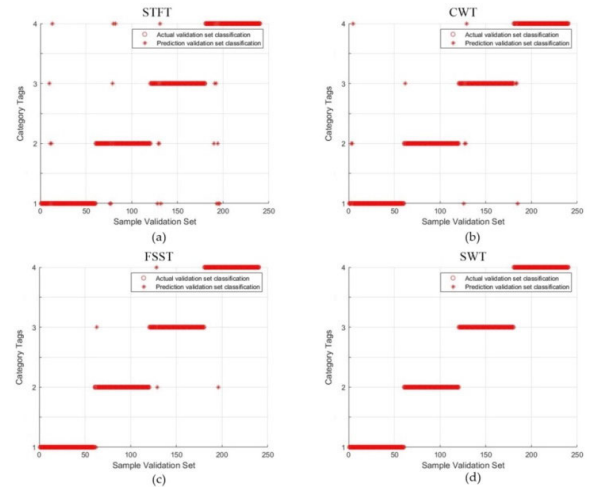 STFT
4
3
2
1
Category Tags
Actual validation set classification
Prediction validation set classification
0 50 100 150 200 250
Sample Validation Set
(a)
CWT
4
3
2
1
Category Tags
Actual validation set classification
Prediction validation set classification
0 50 100 150 200 250
Sample Validation Set
(b)
FSST
4
3
2
1
Category Tags
Actual validation set classification
Prediction validation set classification
0 50 100 150 200 250
Sample Validation Set
(c)
SWT
4
3
2
1
Category Tags
Actual validation set classification
Prediction validation set classification
0 50 100 150 200 250
Sample Validation Set
(d)